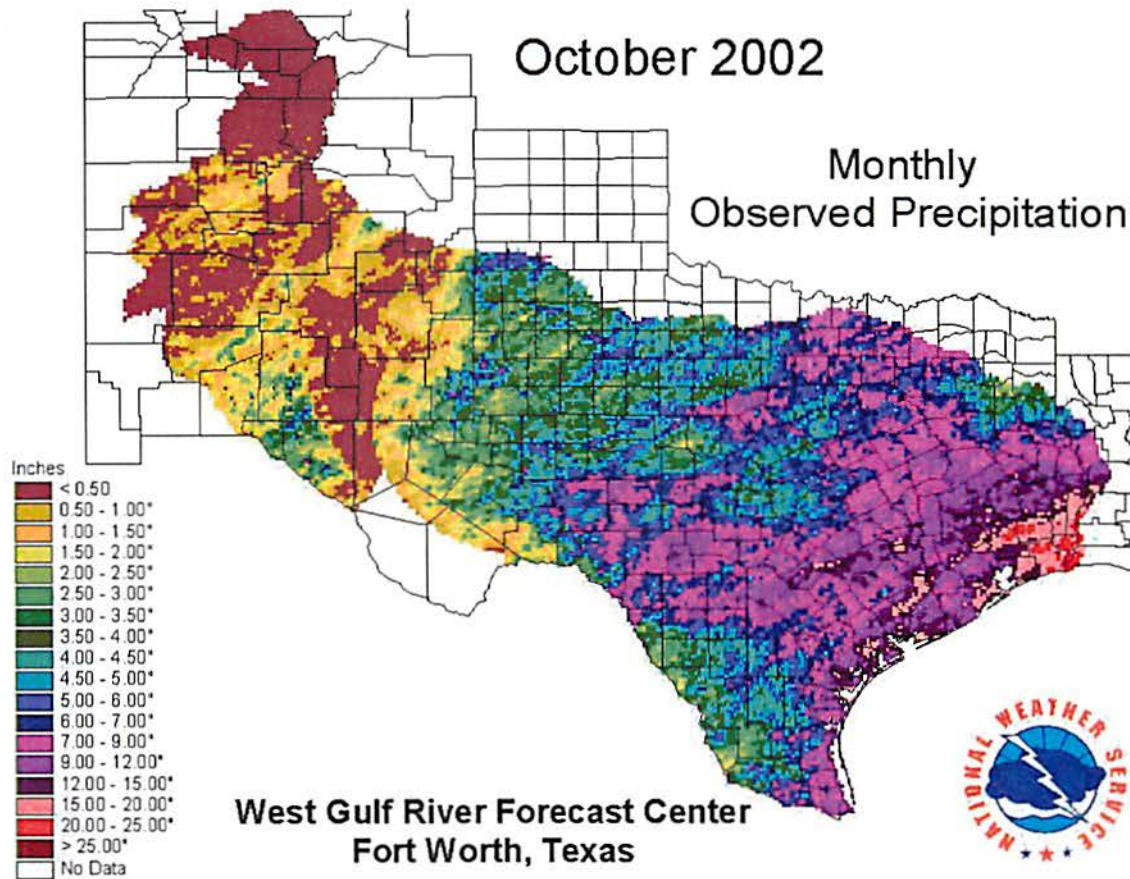 October 2002
Monthly
Observed Precipitation
Inches
< 0.50
0.50 - 1.00"
1.00 - 1.50"
1.50 - 2.00"
2.00 - 2.50"
2.50 - 3.00"
3.00 - 3.50"
3.50 - 4.00"
4.00 - 4.50"
4.50 - 5.00"
5.00 - 6.00"
6.00 - 7.00"
7.00 - 9.00"
9.00 - 12.00"
12.00 - 15.00"
15.00 - 20.00"
20.00 - 25.00"
> 25.00"
No Data
West Gulf River Forecast Center
Fort Worth, Texas
NATIONAL WEATHER SERVICE